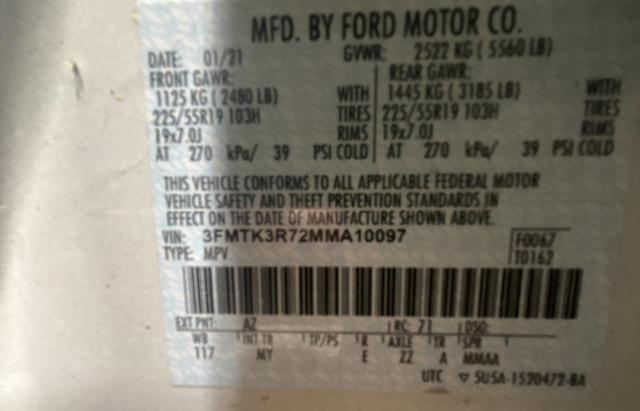 MFD. BY FORD MOTOR CO.
DATE: 01/21 GVWR: 2522 KG ( 5560 LB)
FRONT GAWR: REAR GAWR:
1125 KG ( 2480 LB) WITH 1445 KG ( 3185 LB) WITH
225/55R19 103H TIRES 225/55R19 103H TIRES
19x7.0J RIMS 19x7.0J RIMS
AT 270 kPa/ 39 PSI COLD AT 270 kPa/ 39 PSI COLD
THIS VEHICLE CONFORMS TO ALL APPLICABLE FEDERAL MOTOR
VEHICLE SAFETY AND THEFT PREVENTION STANDARDS IN
EFFECT ON THE DATE OF MANUFACTURE SHOWN ABOVE.
VIN: 3FMTK3R72MMA10097 F0067
TYPE: MPV T0162
EXT PNT: AZ RC: 71 DSO:
WB INT TR TP/PS R AXLE TR SPR
117 MY E ZZ A MMAA
UTC ▽ 5U5A-1520472-BA